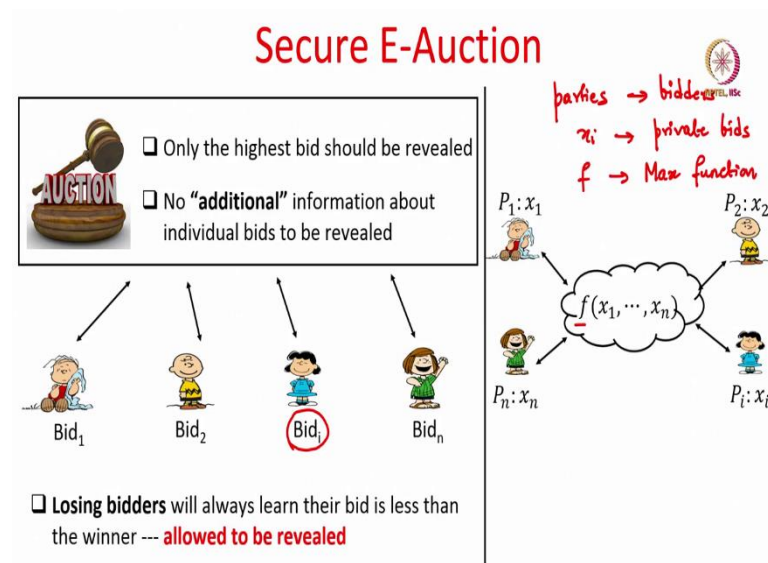 Secure E-Auction
AUCTION
❑ Only the highest bid should be revealed
❑ No “additional” information about
individual bids to be revealed
Bid₁
Bid₂
Bidᵢ
Bidₙ
❑ Losing bidders will always learn their bid is less than
the winner --- allowed to be revealed
parties → bidders
xᵢ → private bids
f → Max function
NPTEL, IISc
P₁: x₁
P₂: x₂
f(x₁, ⋯, xₙ)
Pₙ: xₙ
Pᵢ: xᵢ